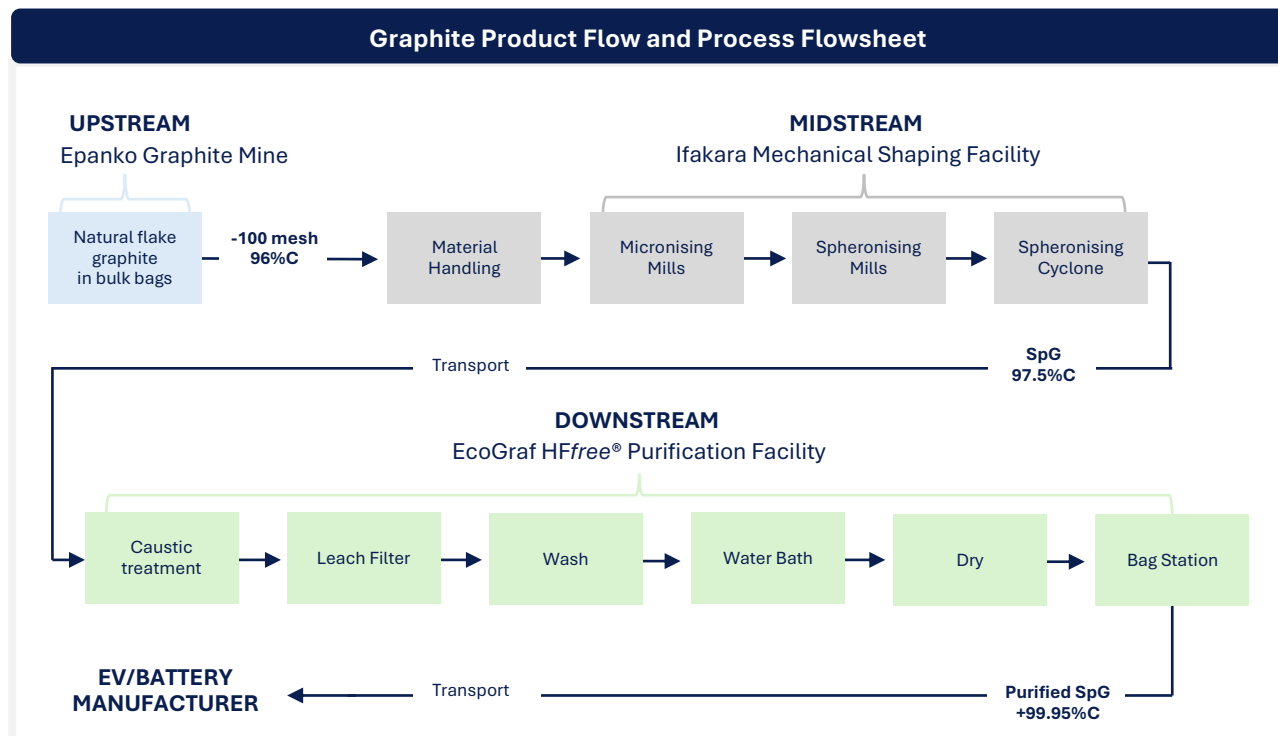 Graphite Product Flow and Process Flowsheet
UPSTREAM
Epanko Graphite Mine
MIDSTREAM
Ifakara Mechanical Shaping Facility
Natural flake
graphite
in bulk bags
-100 mesh
96%C
Material
Handling
Micronising
Mills
Spheronising
Mills
Spheronising
Cyclone
SpG
97.5%C
Transport
DOWNSTREAM
EcoGraf HFfree® Purification Facility
Caustic
treatment
Leach Filter
Wash
Water Bath
Dry
Bag Station
Purified SpG
+99.95%C
Transport
EV/BATTERY
MANUFACTURER